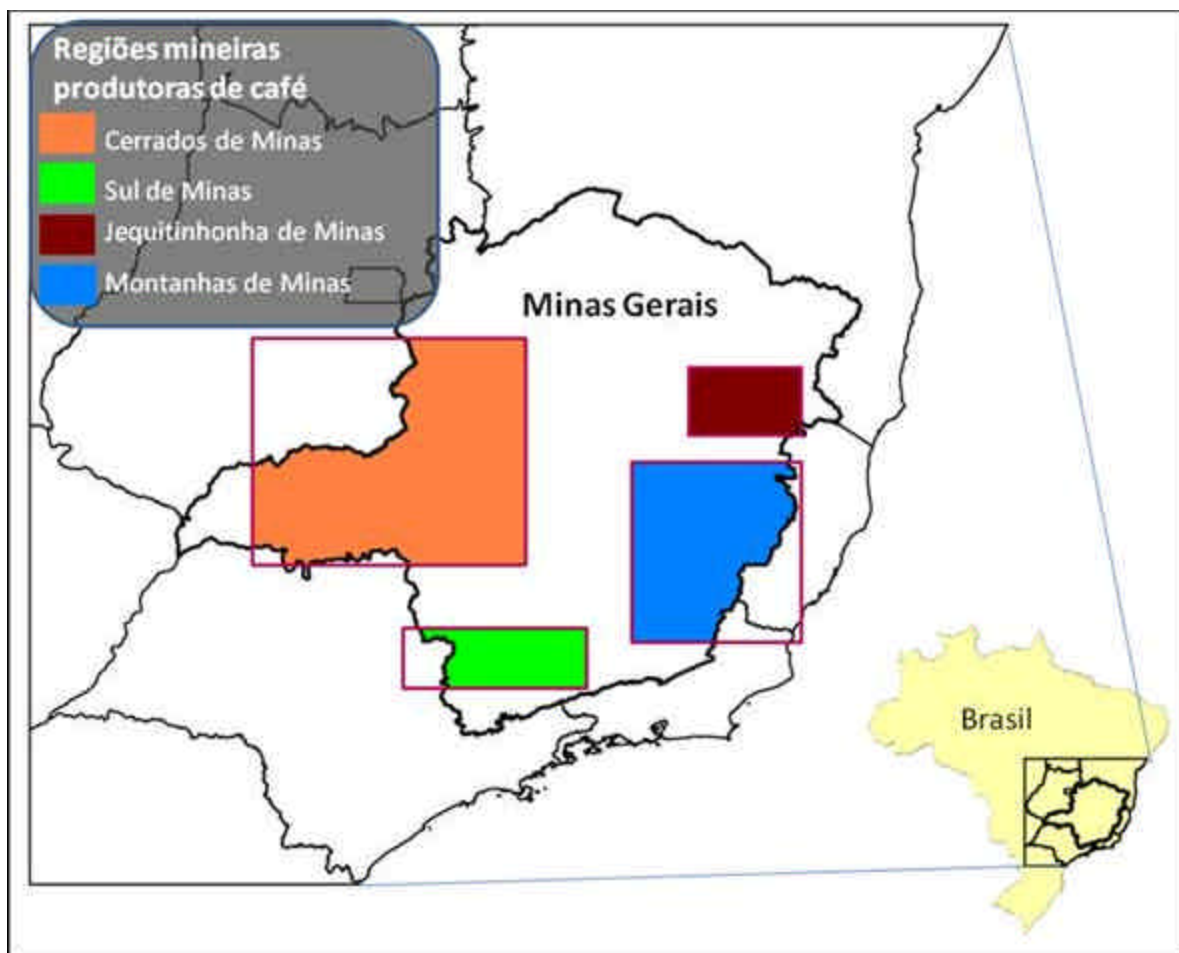 Regiões mineiras
produtoras de café
Cerrados de Minas
Sul de Minas
Jequitinhonha de Minas
Montanhas de Minas
Minas Gerais
Brasil